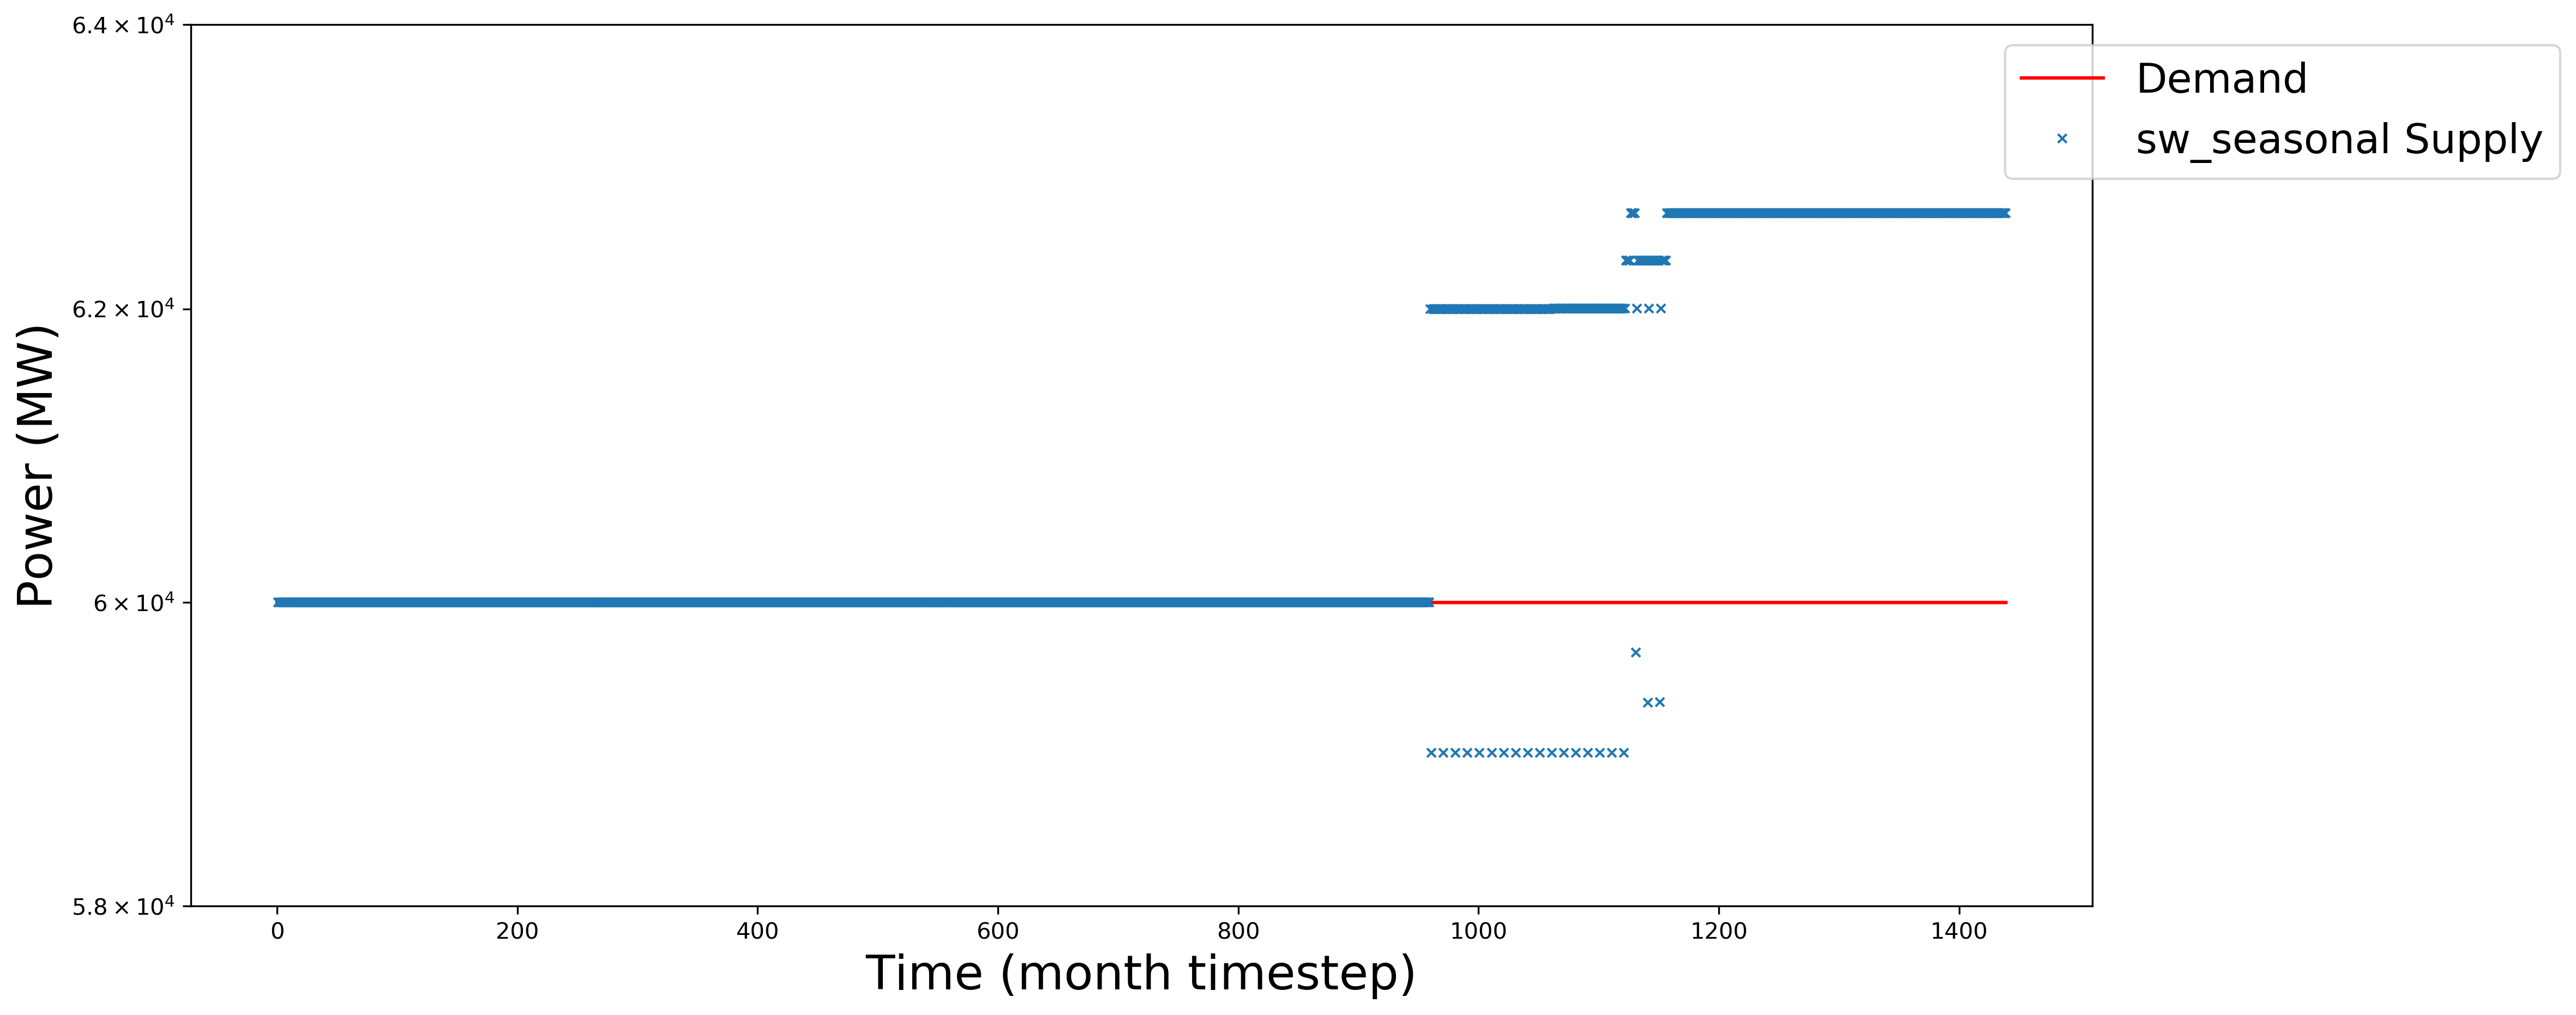 6.4 × 10⁴
6.2 × 10⁴
6 × 10⁴
5.8 × 10⁴
Power (MW)
0 200 400 600 800 1000 1200 1400
Time (month timestep)
Demand
sw_seasonal Supply